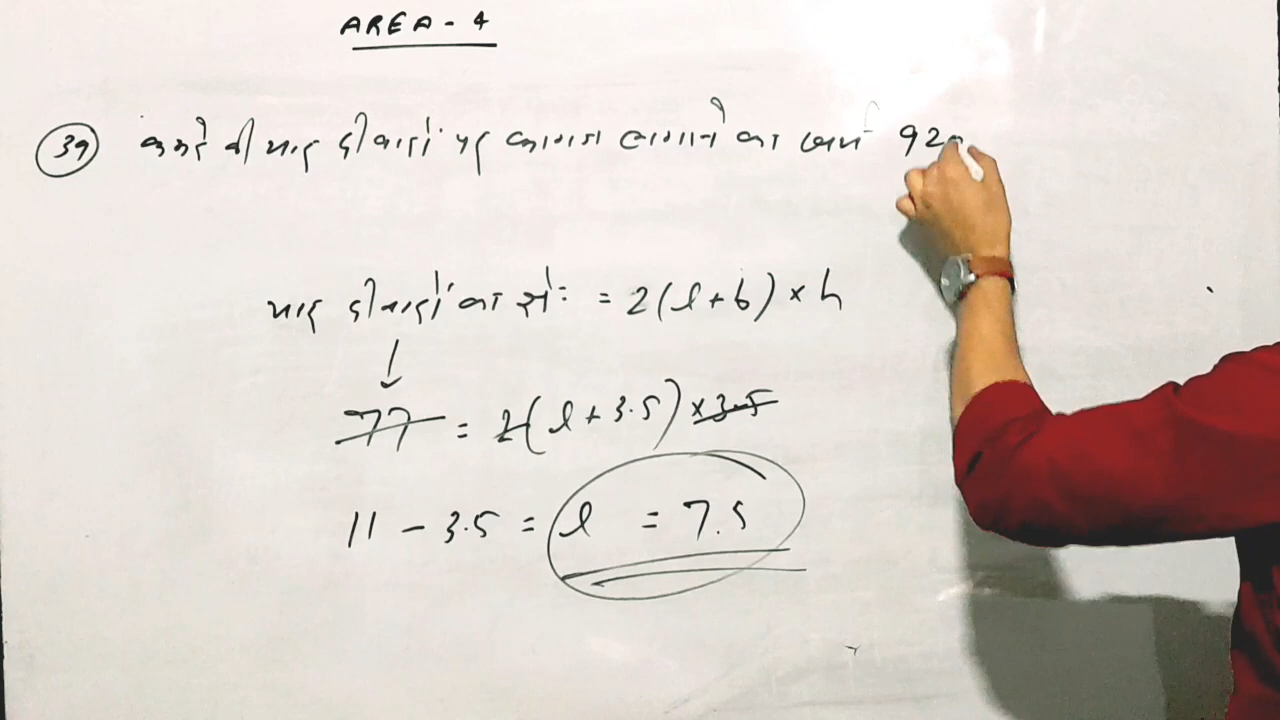 AREA - 4
39 कमरे की चार दीवारों पर कागज लगाने का खर्च 920
चार दीवारों का क्षे॰ = 2(l+b) × h
↓
77 = 2(l + 3.5) × 3.5
11 - 3.5 = l = 7.5